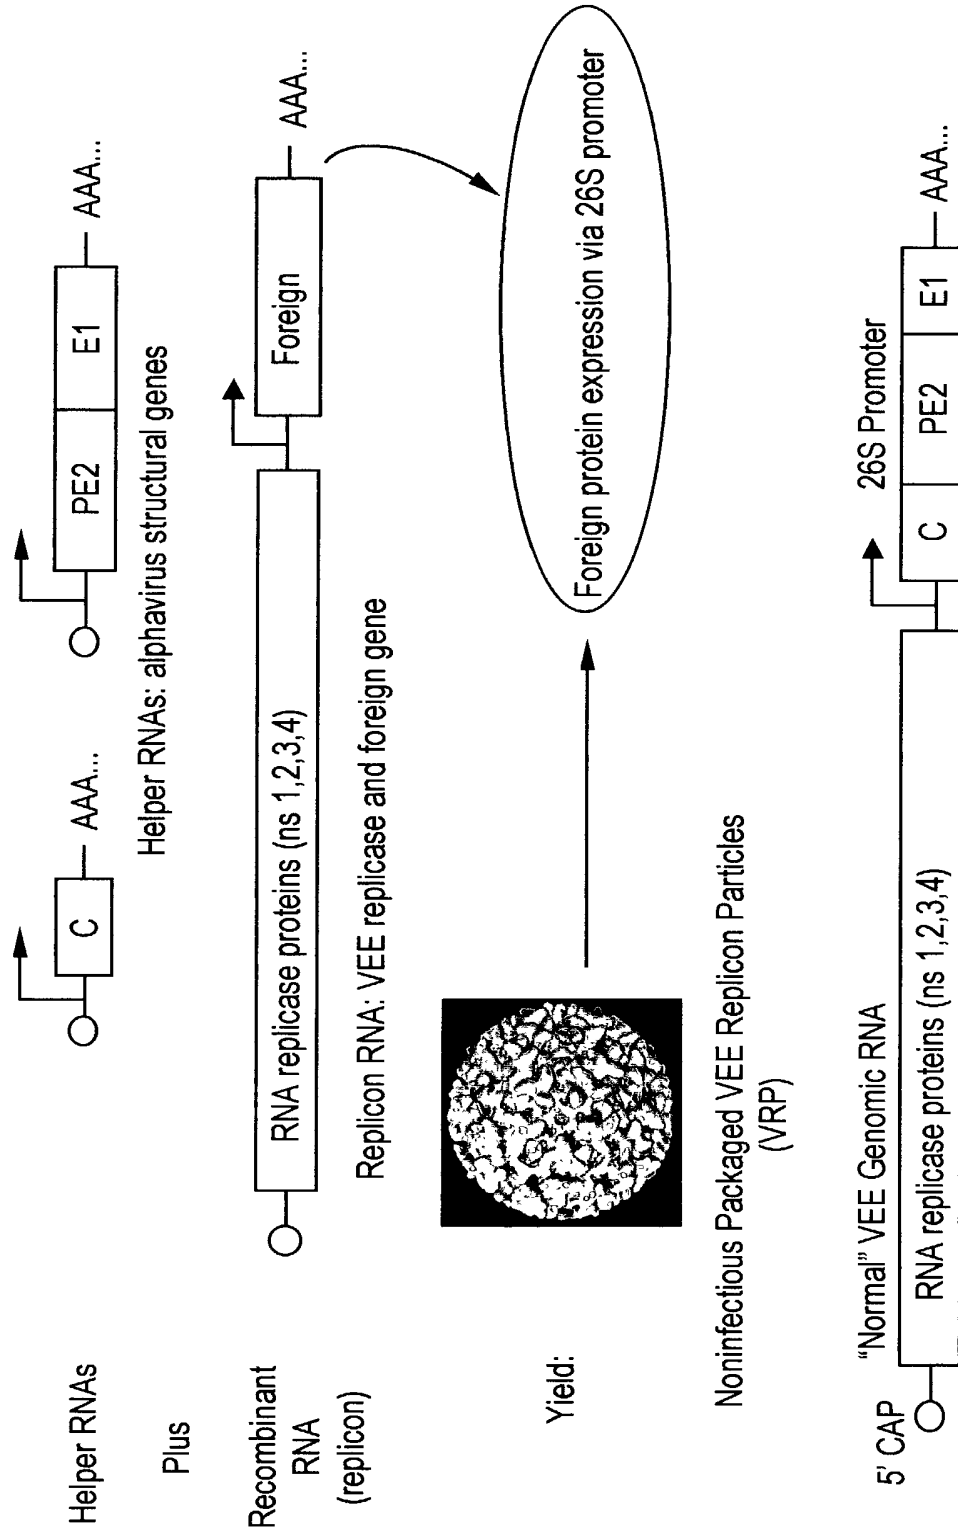 Helper RNAs
C
AAA...
PE2
E1
AAA...
Helper RNAs: alphavirus structural genes
Plus
Recombinant
RNA
(replicon)
RNA replicase proteins (ns 1,2,3,4)
Foreign
AAA...
Replicon RNA: VEE replicase and foreign gene
Yield:
Foreign protein expression via 26S promoter
Noninfectious Packaged VEE Replicon Particles
(VRP)
"Normal" VEE Genomic RNA
26S Promoter
5' CAP
RNA replicase proteins (ns 1,2,3,4)
C
PE2
E1
AAA...